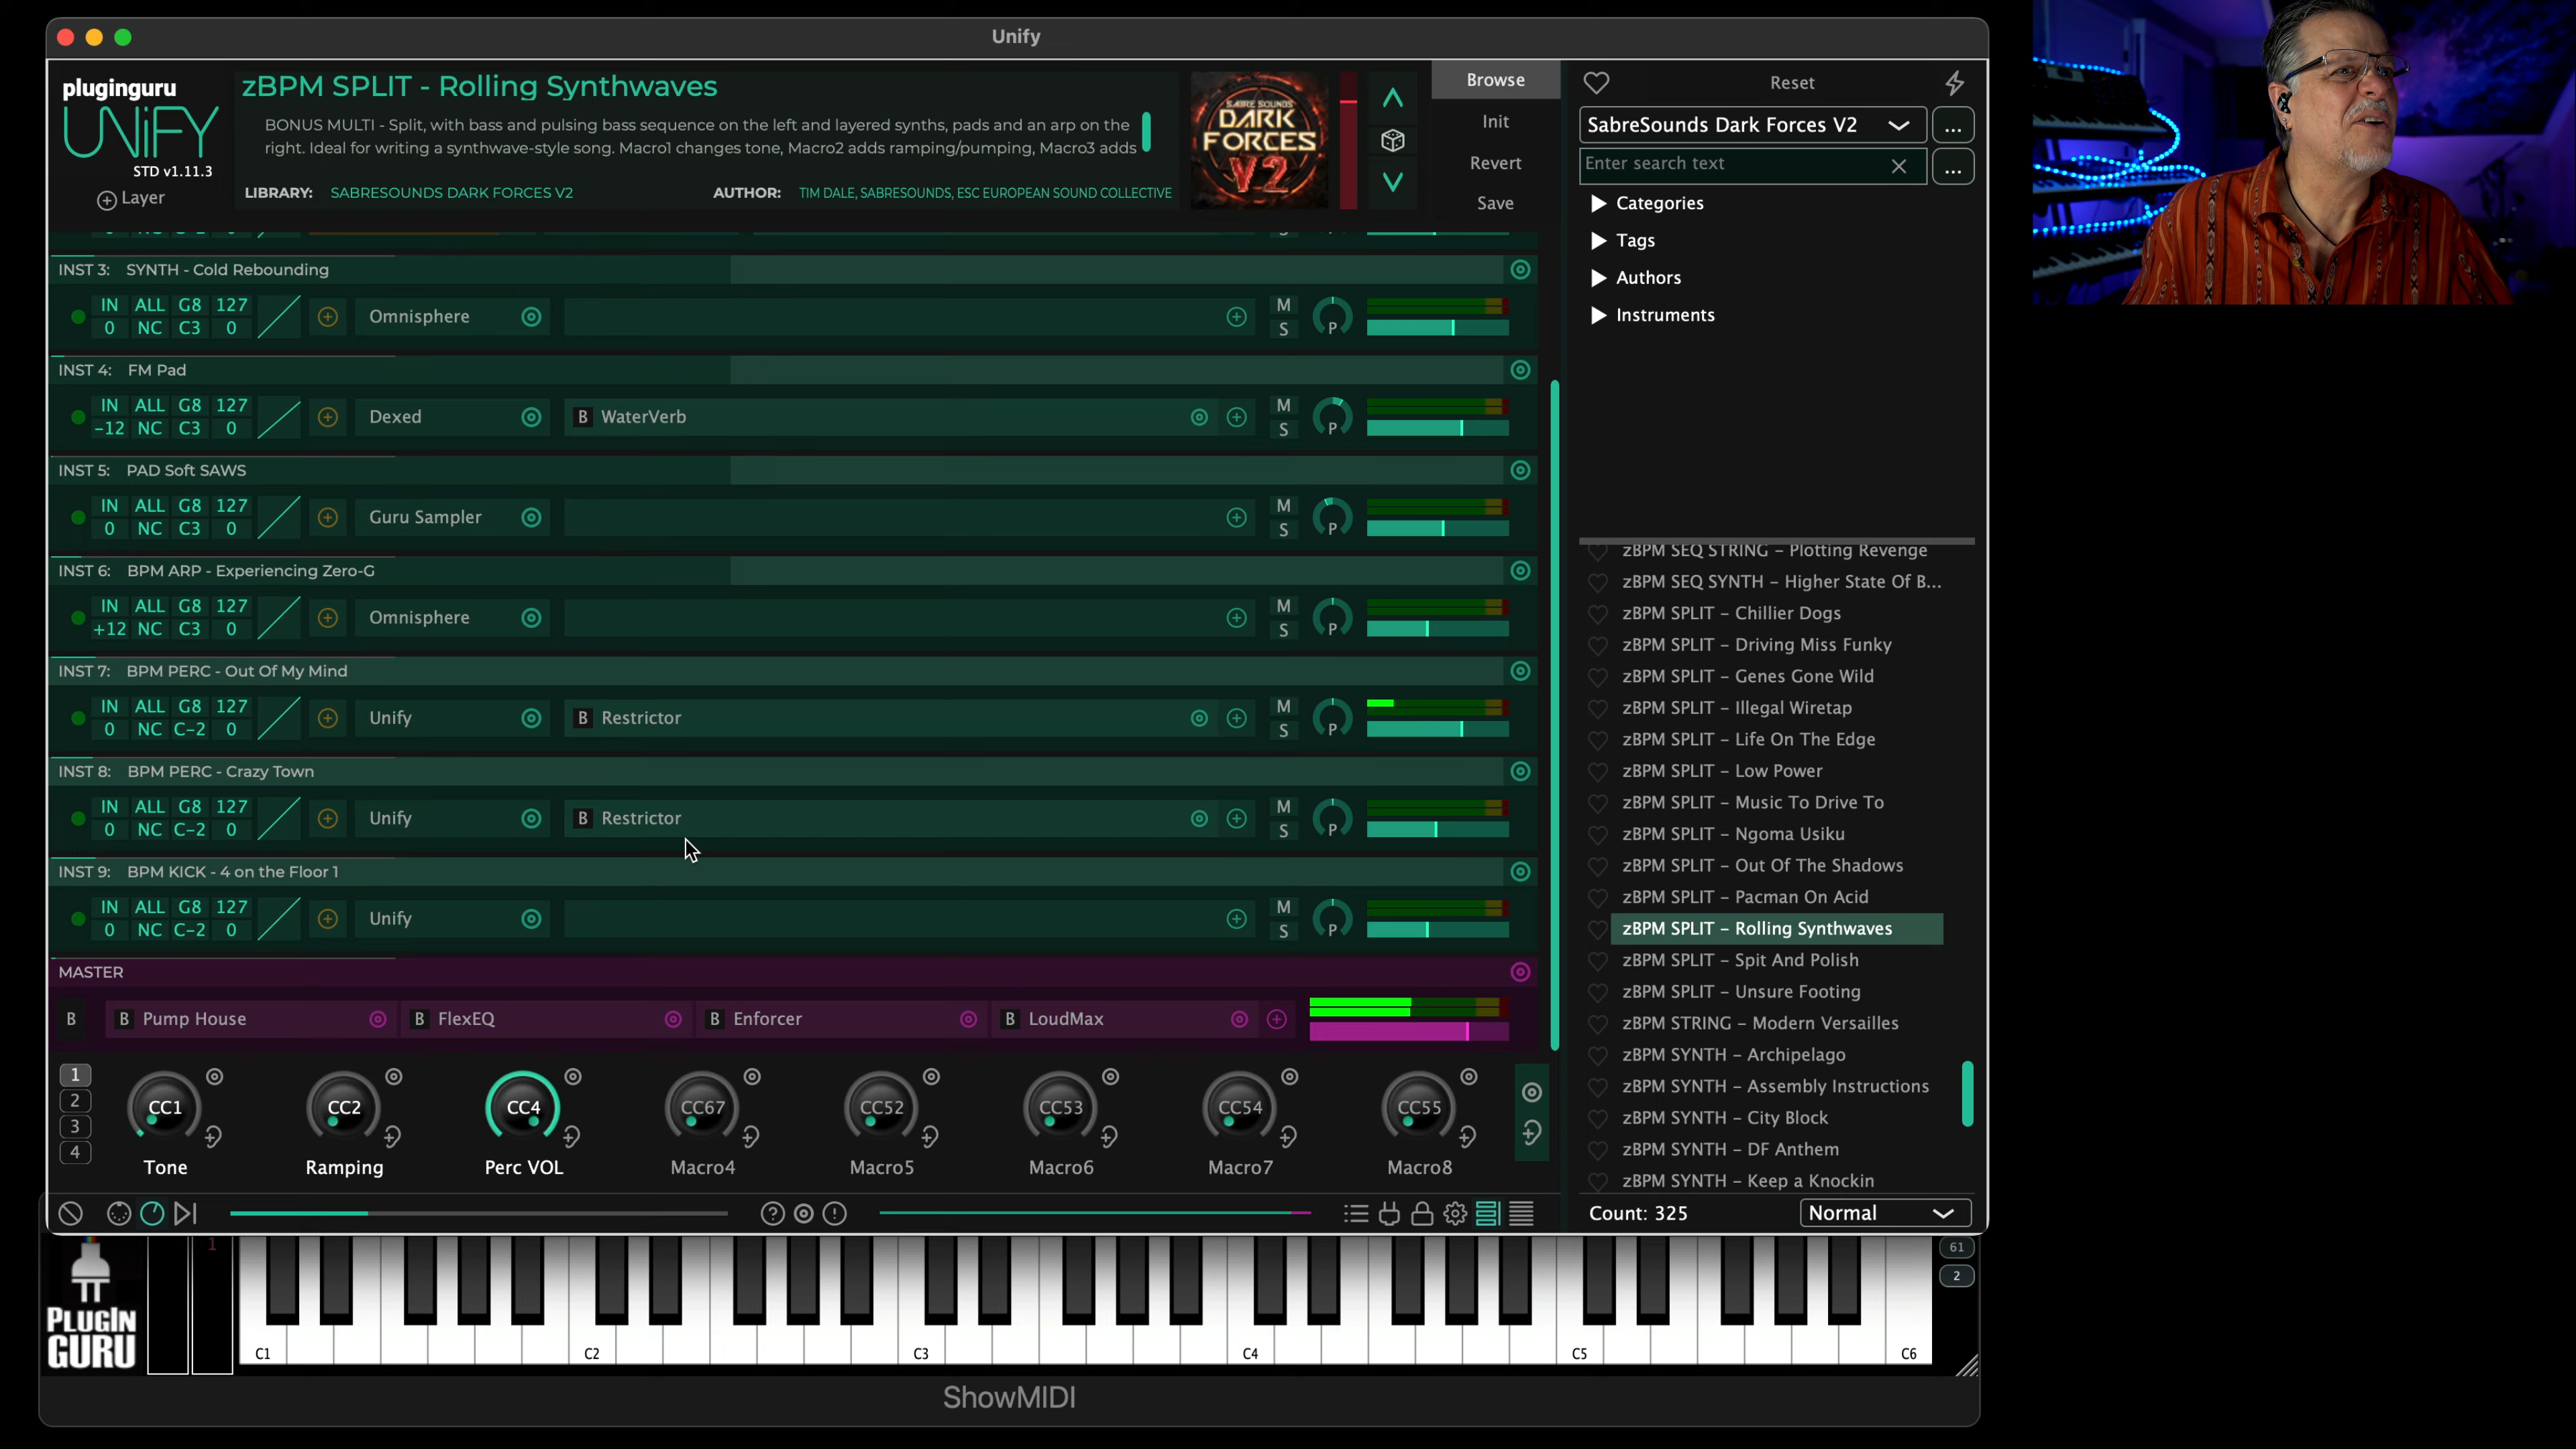 Unify
pluginguru
UNiFY
STD v1.11.3
Layer
zBPM SPLIT - Rolling Synthwaves
BONUS MULTI - Split, with bass and pulsing bass sequence on the left and layered synths, pads and an arp on the
right. Ideal for writing a synthwave-style song. Macro1 changes tone, Macro2 adds ramping/pumping, Macro3 adds
LIBRARY: SABRESOUNDS DARK FORCES V2 AUTHOR: TIM DALE, SABRESOUNDS, ESC EUROPEAN SOUND COLLECTIVE
SABRE SOUNDS
DARK
FORCES
V2
Browse
Init
Revert
Save
Reset
SabreSounds Dark Forces V2
...
Enter search text
...
Categories
Tags
Authors
Instruments
INST 3: SYNTH - Cold Rebounding
IN ALL G8 127
0 NC C3 0
Omnisphere
M
S
P
INST 4: FM Pad
IN ALL G8 127
-12 NC C3 0
Dexed
B WaterVerb
M
S
P
INST 5: PAD Soft SAWS
IN ALL G8 127
0 NC C3 0
Guru Sampler
M
S
P
INST 6: BPM ARP - Experiencing Zero-G
IN ALL G8 127
+12 NC C3 0
Omnisphere
M
S
P
INST 7: BPM PERC - Out Of My Mind
IN ALL G8 127
0 NC C-2 0
Unify
B Restrictor
M
S
P
INST 8: BPM PERC - Crazy Town
IN ALL G8 127
0 NC C-2 0
Unify
B Restrictor
M
S
P
INST 9: BPM KICK - 4 on the Floor 1
IN ALL G8 127
0 NC C-2 0
Unify
M
S
P
MASTER
B B Pump House B FlexEQ B Enforcer B LoudMax
1
2
3
4
CC1 CC2 CC4 CC67 CC52 CC53 CC54 CC55
Tone Ramping Perc VOL Macro4 Macro5 Macro6 Macro7 Macro8
zBPM SEQ STRING – Plotting Revenge
zBPM SEQ SYNTH – Higher State Of B...
zBPM SPLIT – Chillier Dogs
zBPM SPLIT – Driving Miss Funky
zBPM SPLIT – Genes Gone Wild
zBPM SPLIT – Illegal Wiretap
zBPM SPLIT – Life On The Edge
zBPM SPLIT – Low Power
zBPM SPLIT – Music To Drive To
zBPM SPLIT – Ngoma Usiku
zBPM SPLIT – Out Of The Shadows
zBPM SPLIT – Pacman On Acid
zBPM SPLIT – Rolling Synthwaves
zBPM SPLIT – Spit And Polish
zBPM SPLIT – Unsure Footing
zBPM STRING – Modern Versailles
zBPM SYNTH – Archipelago
zBPM SYNTH – Assembly Instructions
zBPM SYNTH – City Block
zBPM SYNTH – DF Anthem
zBPM SYNTH – Keep a Knockin
Count: 325
Normal
PLUGIN
GURU
1
C1 C2 C3 C4 C5 C6
61
2
ShowMIDI